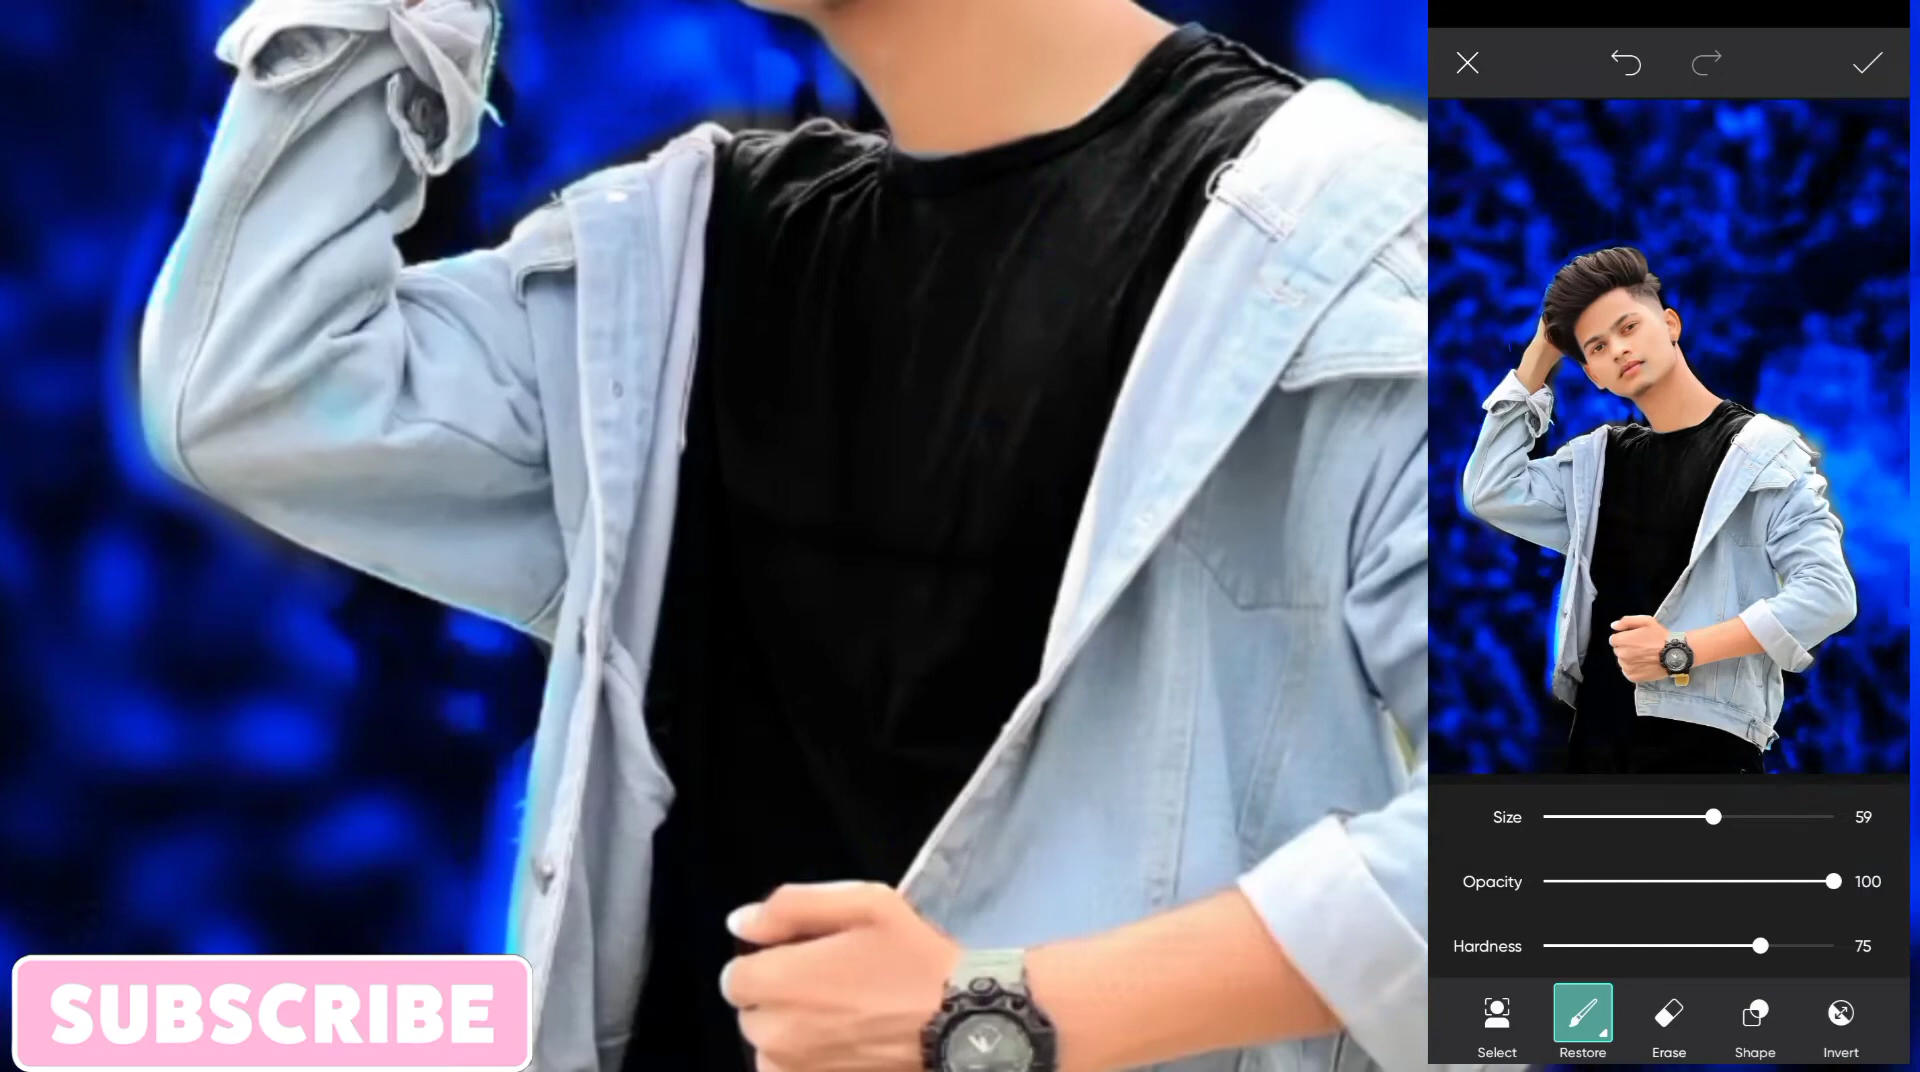 Size 59
Opacity 100
Hardness 75
Select Restore Erase Shape Invert
SUBSCRIBE